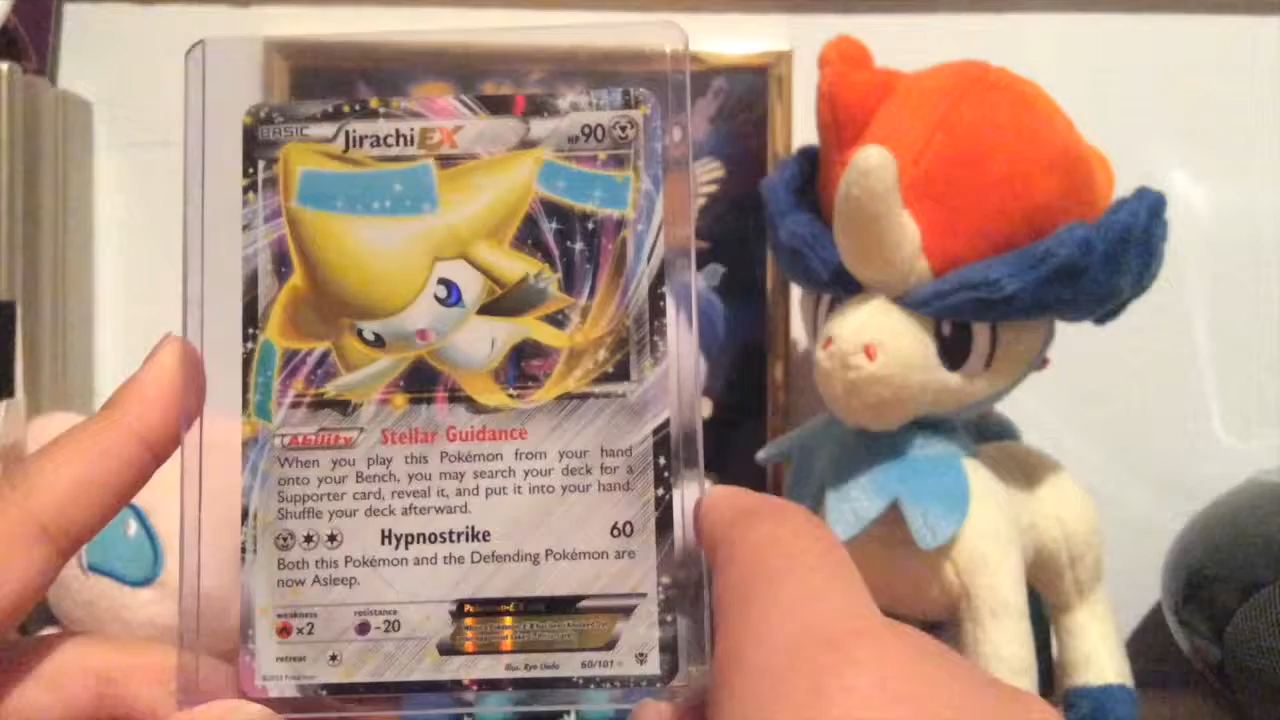 BASIC
JirachiEX
HP90
Ability Stellar Guidance
When you play this Pokémon from your hand
onto your Bench, you may search your deck for a
Supporter card, reveal it, and put it into your hand.
Shuffle your deck afterward.
Hypnostrike 60
Both this Pokémon and the Defending Pokémon are
now Asleep.
weakness resistance
x2 -20
retreat
Illus. Ryo Ueda 60/101